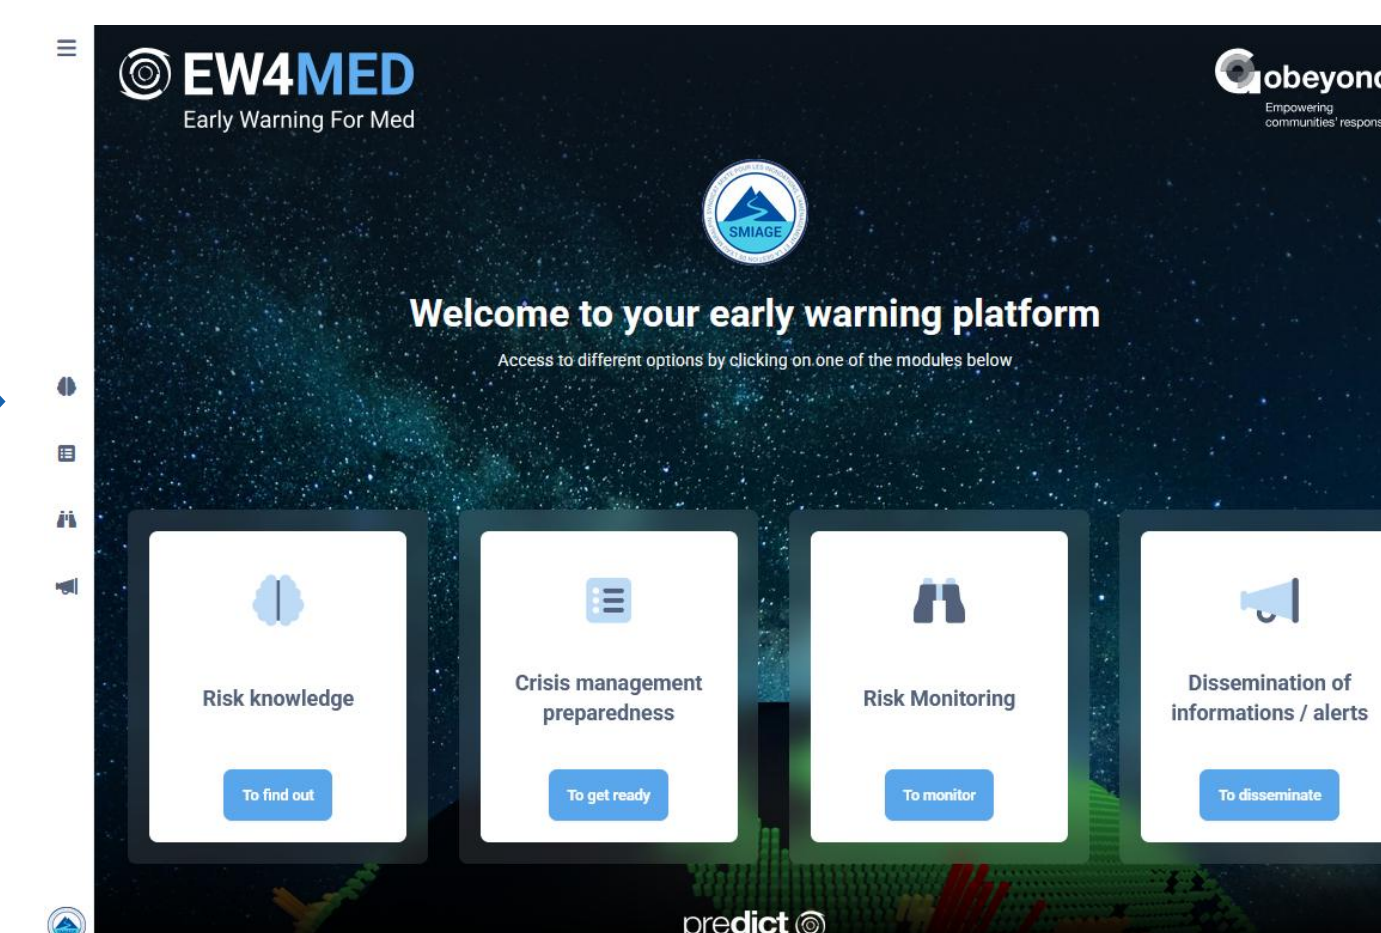 EW4MED
Early Warning For Med
obeyond
Empowering
communities' respons
SMIAGE
Welcome to your early warning platform
Access to different options by clicking on one of the modules below
Risk knowledge
To find out
Crisis management
preparedness
To get ready
Risk Monitoring
To monitor
Dissemination of
informations / alerts
To disseminate
predict